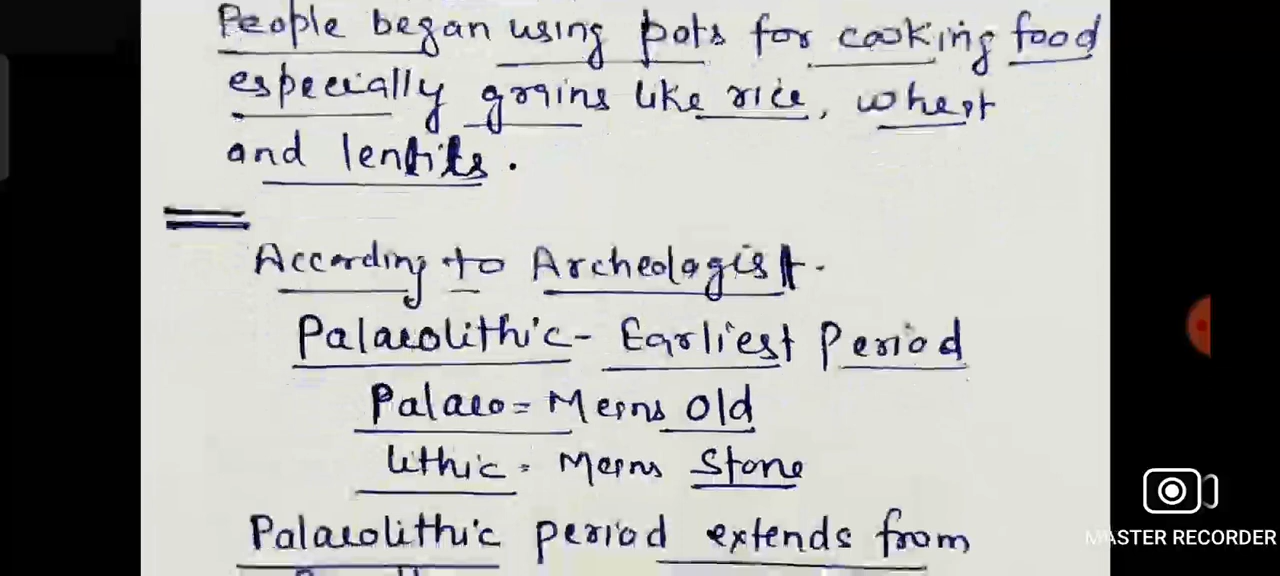 People began using pots for cooking food
especially grains like rice, wheat
and lentils.
According to Archeologist.
Palaeolithic - Earliest Period
Palaeo = Means Old
lithic = Means Stone
Palaeolithic period extends from
MASTER RECORDER